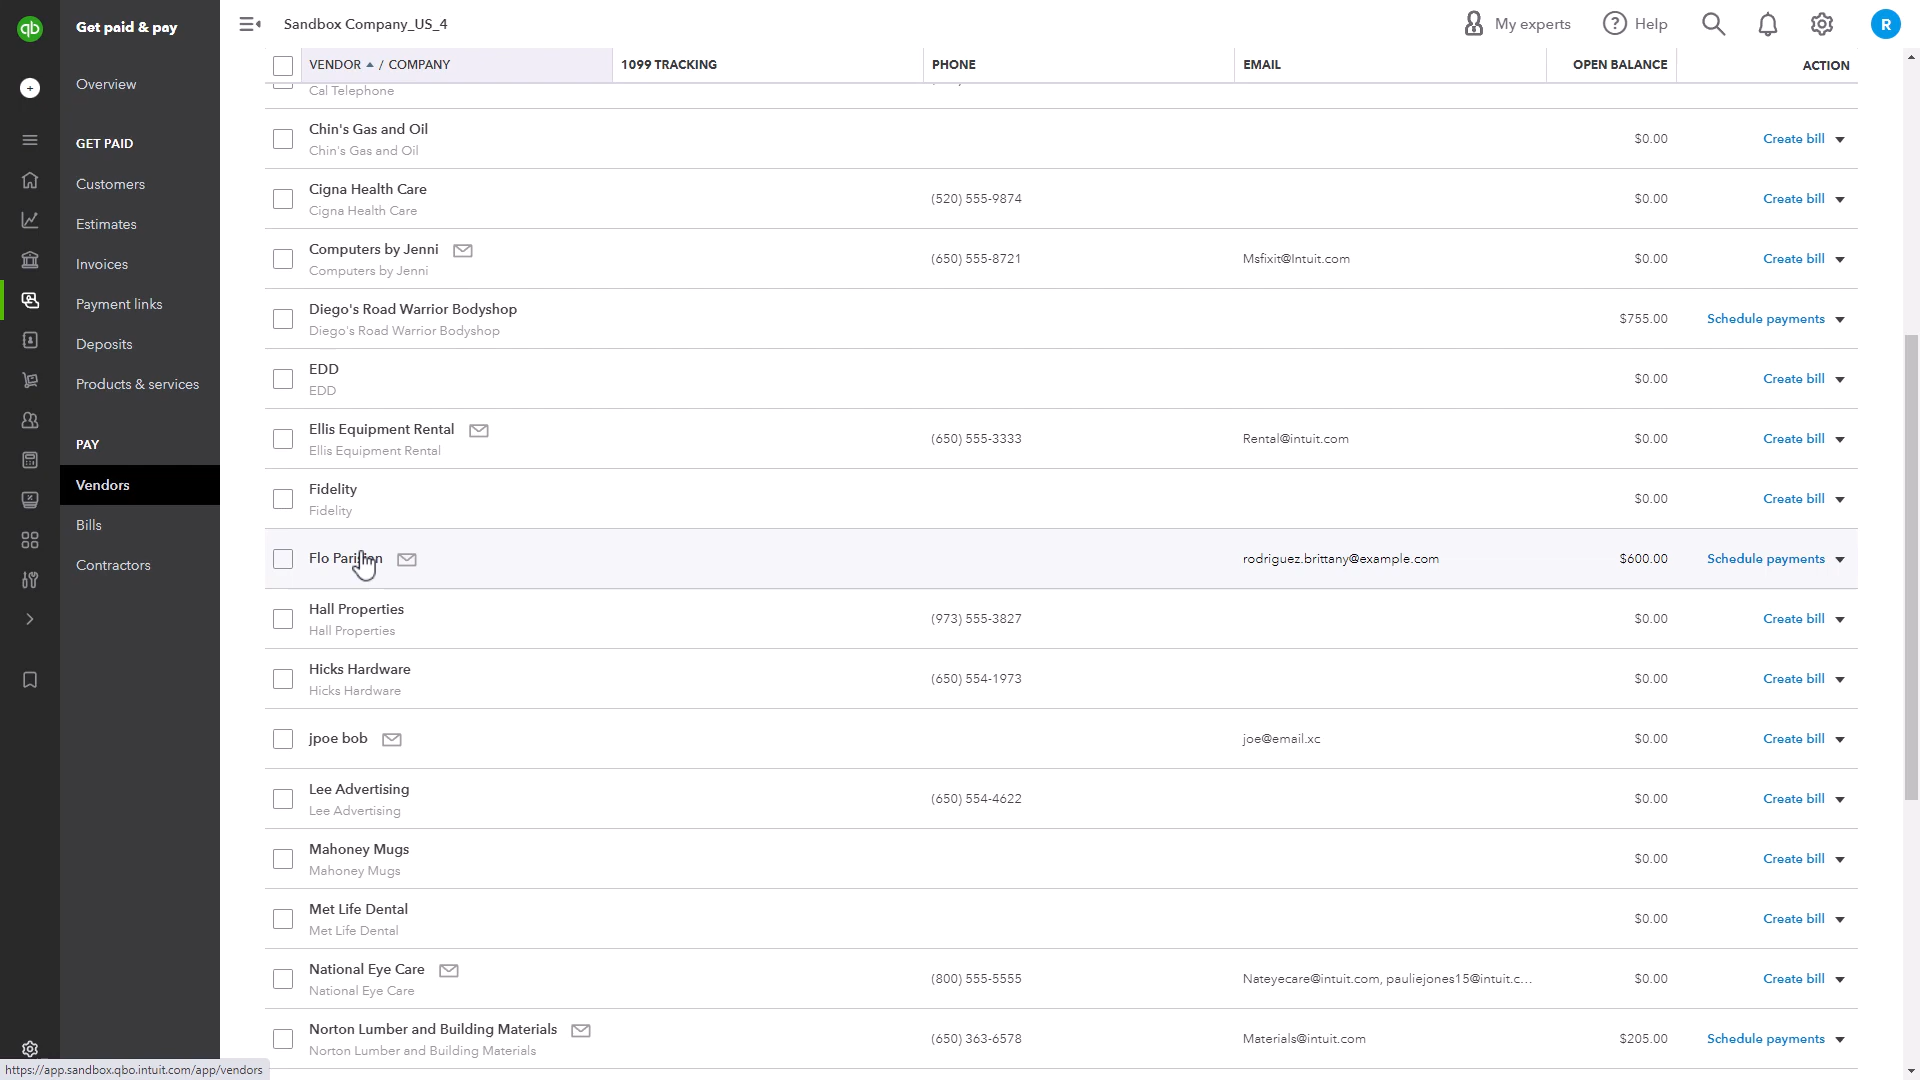 qb
Get paid & pay
Sandbox Company_US_4
My experts
Help
R
VENDOR / COMPANY
1099 TRACKING
PHONE
EMAIL
OPEN BALANCE
ACTION
Overview
GET PAID
Customers
Estimates
Invoices
Payment links
Deposits
Products & services
PAY
Vendors
Bills
Contractors
Cal Telephone
Chin's Gas and Oil
Chin's Gas and Oil
$0.00
Create bill
Cigna Health Care
Cigna Health Care
(520) 555-9874
$0.00
Create bill
Computers by Jenni
Computers by Jenni
(650) 555-8721
Msfixit@Intuit.com
$0.00
Create bill
Diego's Road Warrior Bodyshop
Diego's Road Warrior Bodyshop
$755.00
Schedule payments
EDD
EDD
$0.00
Create bill
Ellis Equipment Rental
Ellis Equipment Rental
(650) 555-3333
Rental@intuit.com
$0.00
Create bill
Fidelity
Fidelity
$0.00
Create bill
Flo
rodriguez.brittany@example.com
$600.00
Schedule payments
Hall Properties
Hall Properties
(973) 555-3827
$0.00
Create bill
Hicks Hardware
Hicks Hardware
(650) 554-1973
$0.00
Create bill
jpoe bob
joe@email.xc
$0.00
Create bill
Lee Advertising
Lee Advertising
(650) 554-4622
$0.00
Create bill
Mahoney Mugs
Mahoney Mugs
$0.00
Create bill
Met Life Dental
Met Life Dental
$0.00
Create bill
National Eye Care
National Eye Care
(800) 555-5555
Nateyecare@intuit.com, pauliejones15@intuit.c...
$0.00
Create bill
Norton Lumber and Building Materials
Norton Lumber and Building Materials
(650) 363-6578
Materials@intuit.com
$205.00
Schedule payments
https://app.sandbox.qbo.intuit.com/app/vendors